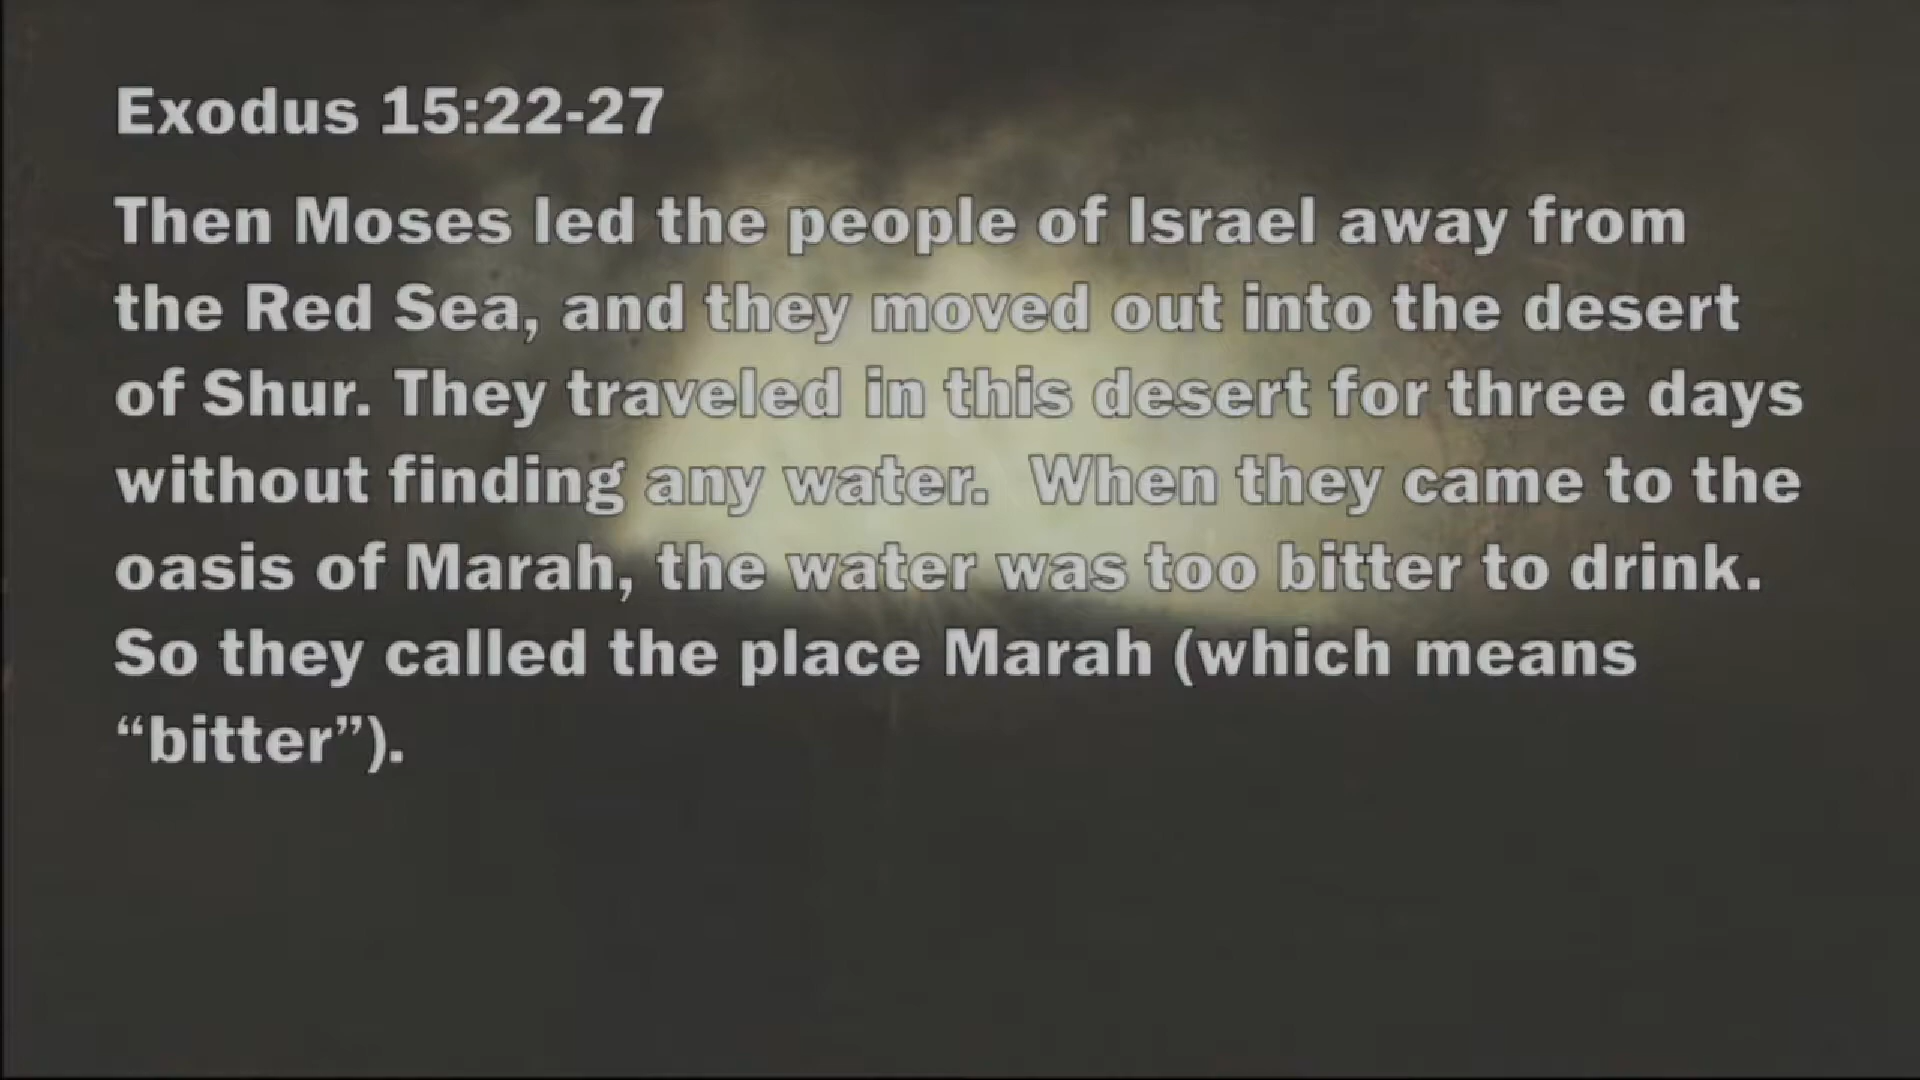 Exodus 15:22-27
Then Moses led the people of Israel away from
the Red Sea, and they moved out into the desert
of Shur. They traveled in this desert for three days
without finding any water.  When they came to the
oasis of Marah, the water was too bitter to drink.
So they called the place Marah (which means
“bitter”).